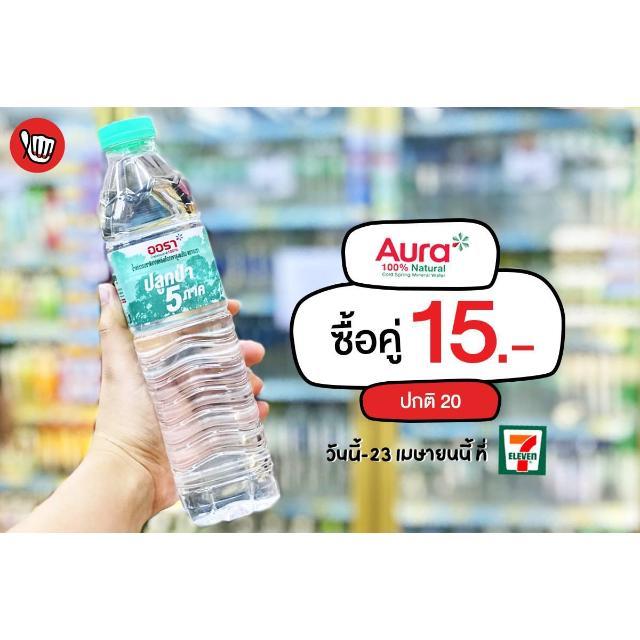 ออรา
ปลูกป่า
5 ภาค
Aura
100% Natural
Cold Spring Mineral Water
ซื้อคู่ 15.-
ปกติ 20
วันนี้-23 เมษายนนี้ ที่
7
ELEVEN